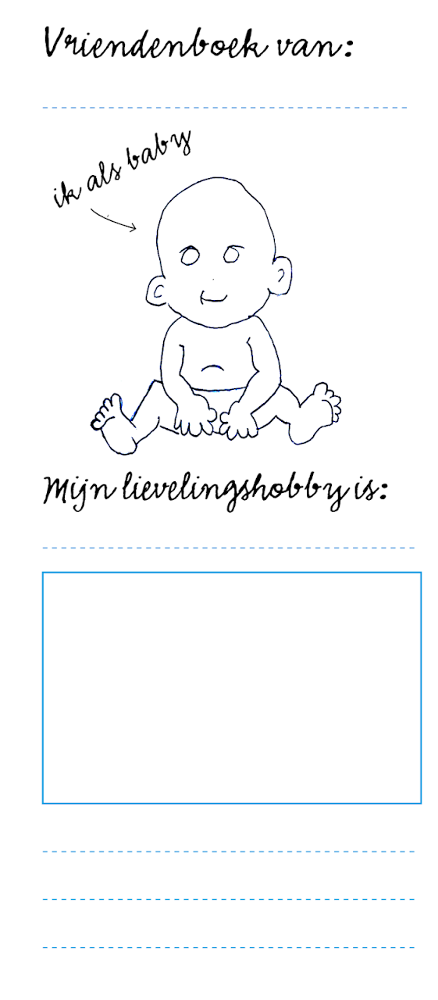 Vriendenboek van:
ik als baby
Mijn lievelingshobby is: